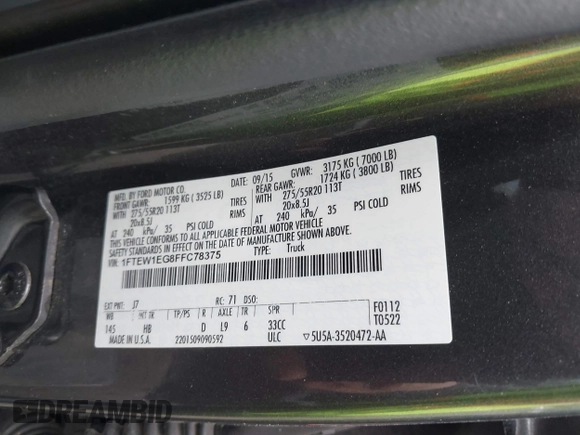 MFD. BY FORD MOTOR CO.
DATE: 09/15 GVWR: 3175 KG ( 7000 LB)
FRONT GAWR: 1599 KG ( 3525 LB) REAR GAWR: 1724 KG ( 3800 LB)
WITH 275/55R20 113T TIRES WITH 275/55R20 113T TIRES
20x8.5J RIMS 20x8.5J RIMS
AT 240 kPa/ 35 PSI COLD AT 240 kPa/ 35 PSI COLD
THIS VEHICLE CONFORMS TO ALL APPLICABLE FEDERAL MOTOR VEHICLE
SAFETY STANDARDS IN EFFECT ON THE DATE OF MANUFACTURE SHOWN ABOVE.
VIN: 1FTEW1EG8FFC78375 TYPE: Truck
EXT PNT: J7 RC: 71 DSO:
WB INT TR TP/PS R AXLE TR SPR F0112
145 HB D L9 6 33CC T0522
MADE IN U.S.A. 2201509090592 ULC ▽5U5A-3520472-AA
DREAMBID